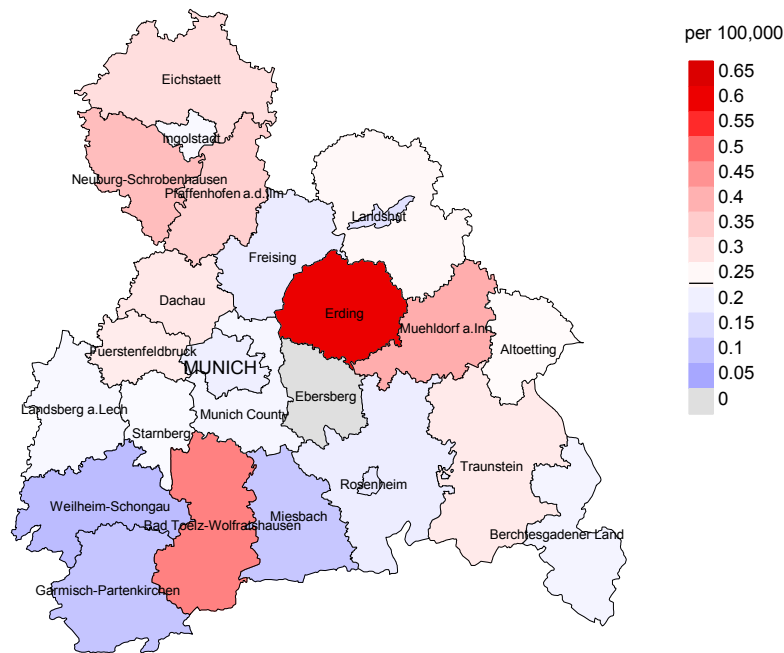 per 100,000
0.65
0.6
0.55
0.5
0.45
0.4
0.35
0.3
0.25
0.2
0.15
0.1
0.05
0
Eichstaett
Ingolstadt
Neuburg-Schrobenhausen
Pfaffenhofen a.d.Ilm
Landshut
Freising
Dachau
Erding
Muehldorf a.Inn
Altoetting
Fuerstenfeldbruck
MUNICH
Ebersberg
Landsberg a.Lech
Munich County
Starnberg
Traunstein
Rosenheim
Weilheim-Schongau
Miesbach
Bad Toelz-Wolfratshausen
Berchtesgadener Land
Garmisch-Partenkirchen